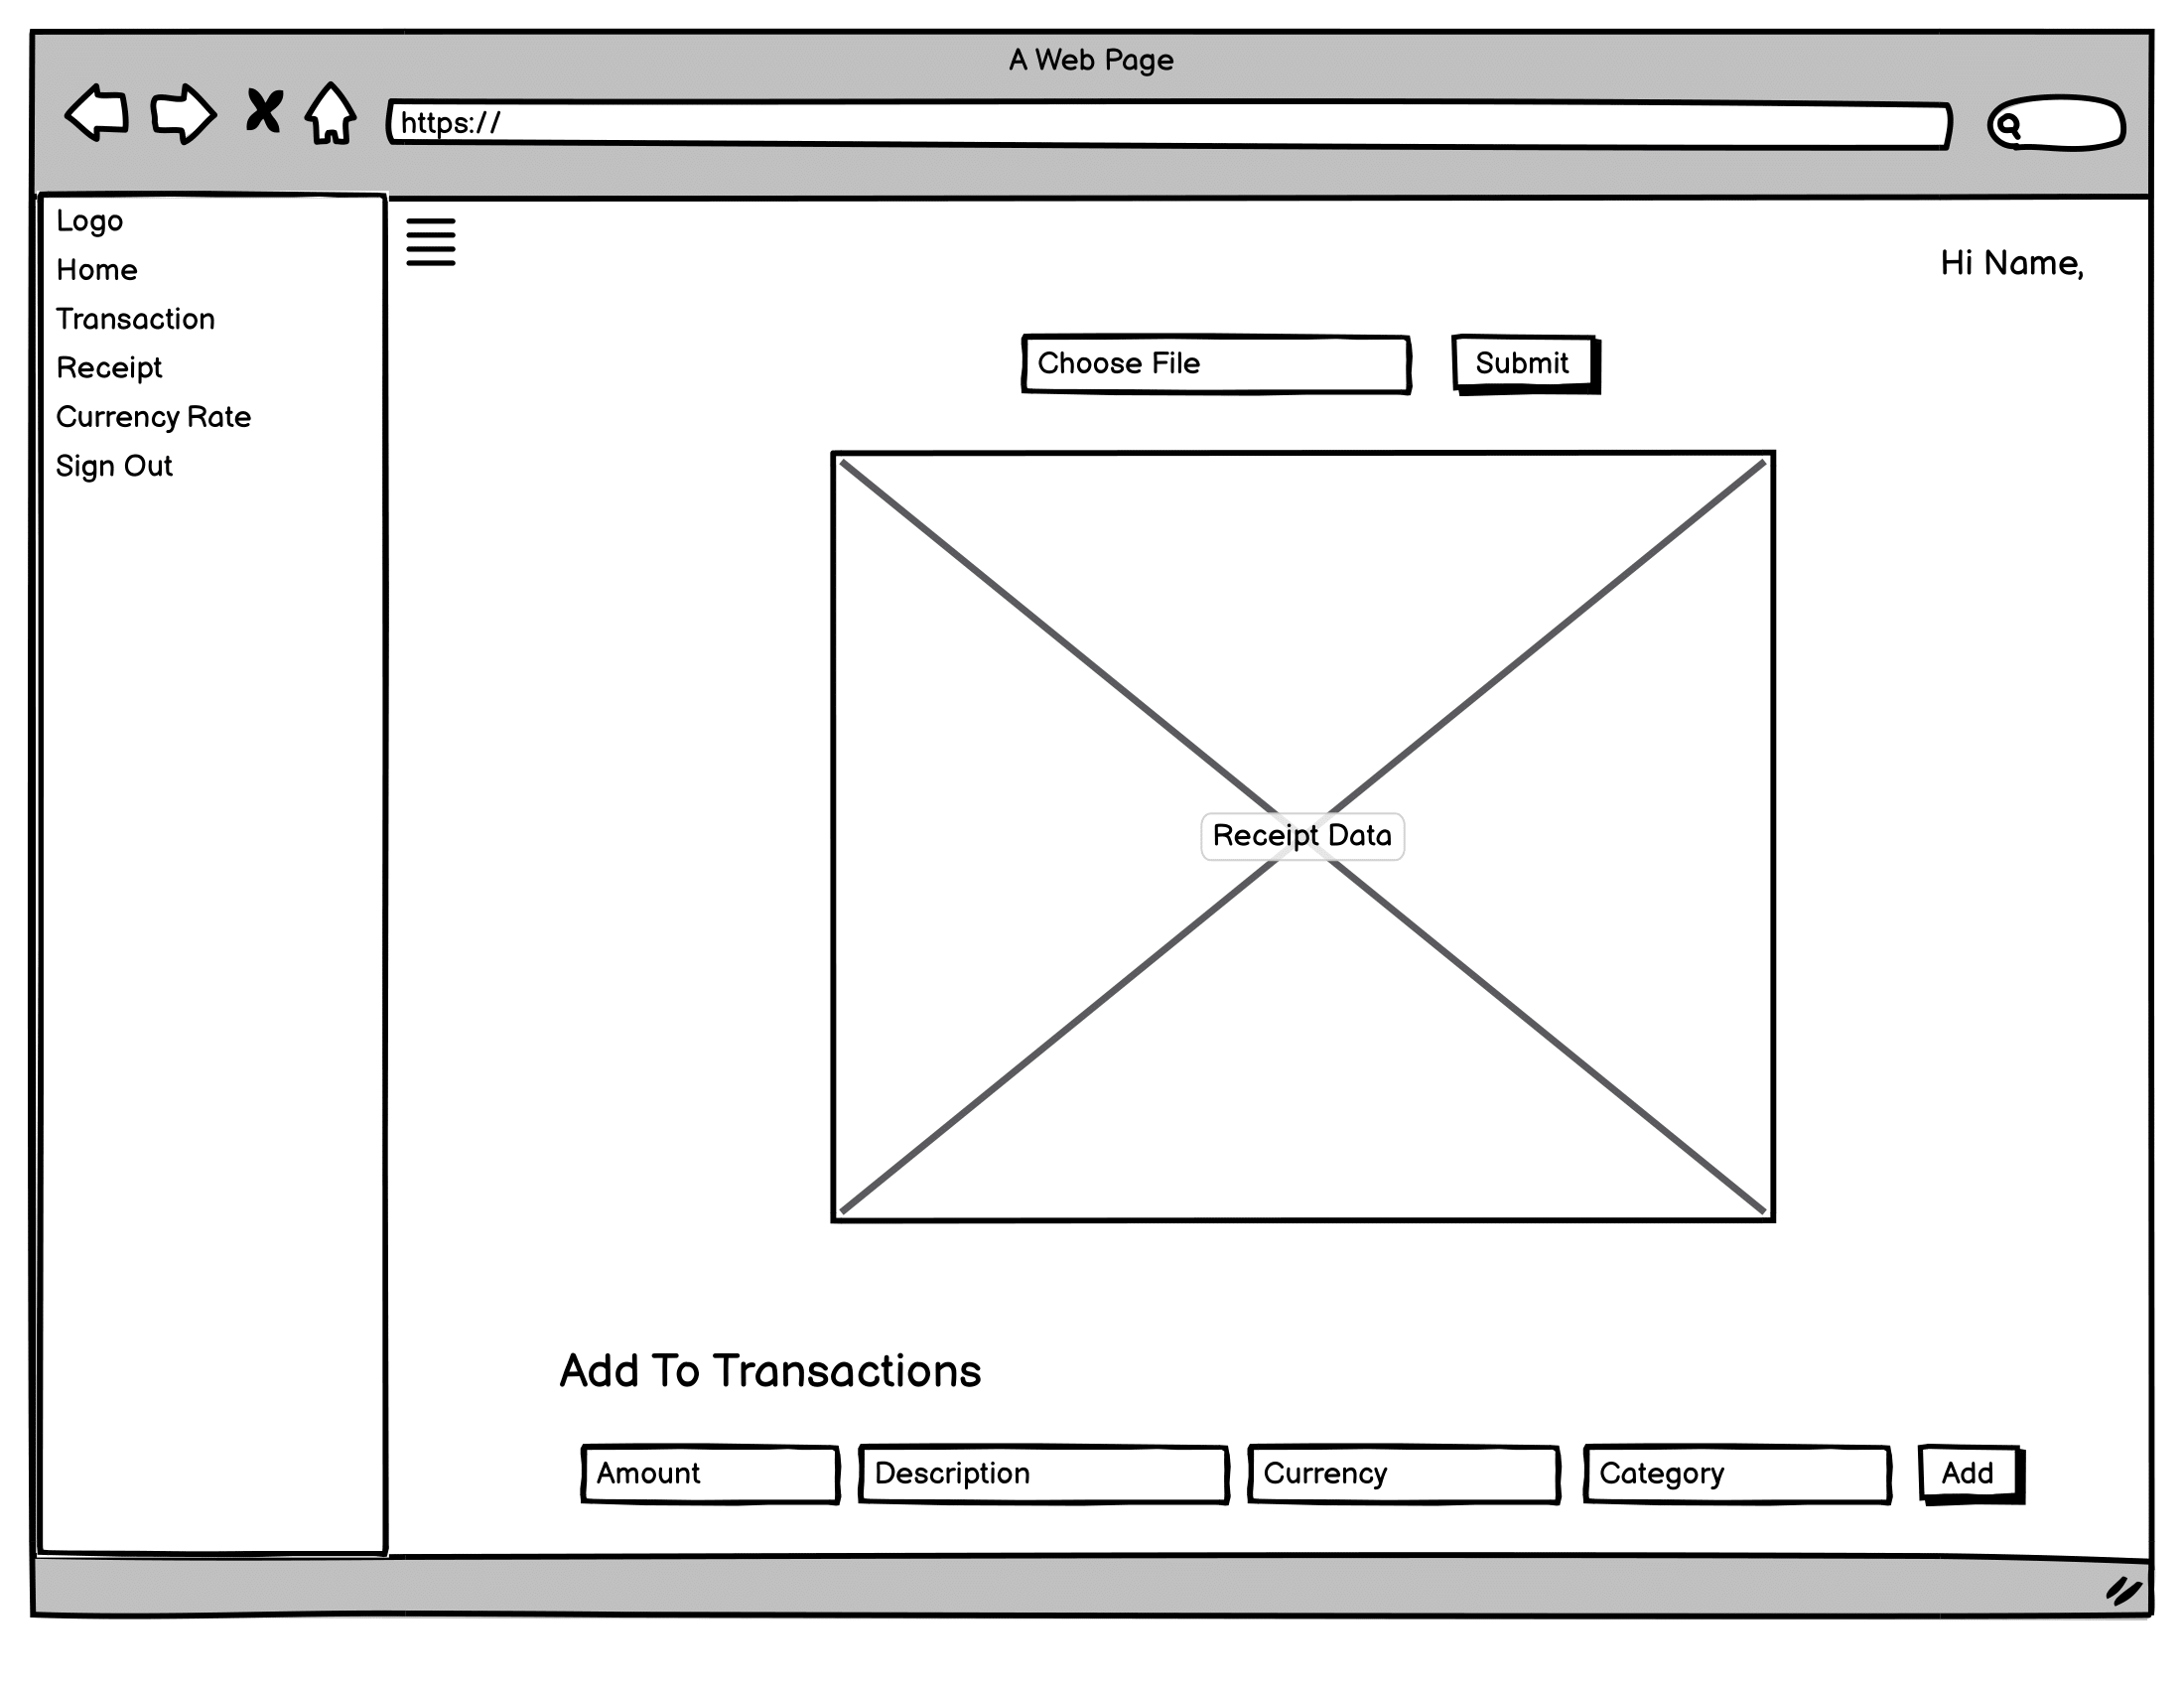 A Web Page
https://
Logo
Home
Transaction
Receipt
Currency Rate
Sign Out
Hi Name,
Choose File
Submit
Receipt Data
Add To Transactions
Amount
Description
Currency
Category
Add